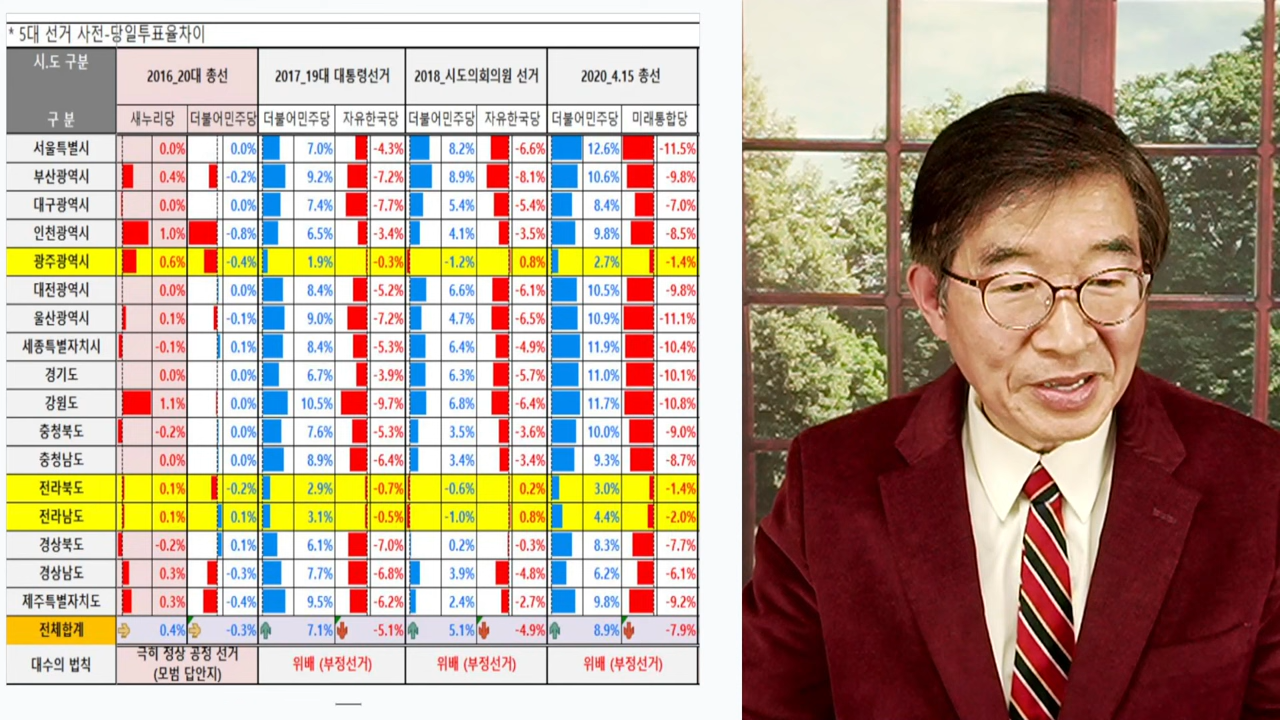 * 5대 선거 사전-당일투표율차이
시.도 구분 2016_20대 총선 2017_19대 대통령선거 2018_시도의회의원 선거 2020_4.15 총선
구 분 새누리당 더불어민주당 더불어민주당 자유한국당 더불어민주당 자유한국당 더불어민주당 미래통합당
서울특별시 0.0% 0.0% 7.0% -4.3% 8.2% -6.6% 12.6% -11.5%
부산광역시 0.4% -0.2% 9.2% -7.2% 8.9% -8.1% 10.6% -9.8%
대구광역시 0.0% 0.0% 7.4% -7.7% 5.4% -5.4% 8.4% -7.0%
인천광역시 1.0% -0.8% 6.5% -3.4% 4.1% -3.5% 9.8% -8.5%
광주광역시 0.6% -0.4% 1.9% -0.3% -1.2% 0.8% 2.7% -1.4%
대전광역시 0.0% 0.0% 8.4% -5.2% 6.6% -6.1% 10.5% -9.8%
울산광역시 0.1% -0.1% 9.0% -7.2% 4.7% -6.5% 10.9% -11.1%
세종특별자치시 -0.1% 0.1% 8.4% -5.3% 6.4% -4.9% 11.9% -10.4%
경기도 0.0% 0.0% 6.7% -3.9% 6.3% -5.7% 11.0% -10.1%
강원도 1.1% 0.0% 10.5% -9.7% 6.8% -6.4% 11.7% -10.8%
충청북도 -0.2% 0.0% 7.6% -5.3% 3.5% -3.6% 10.0% -9.0%
충청남도 0.0% 0.0% 8.9% -6.4% 3.4% -3.4% 9.3% -8.7%
전라북도 0.1% -0.2% 2.9% -0.7% -0.6% 0.2% 3.0% -1.4%
전라남도 0.1% 0.1% 3.1% -0.5% -1.0% 0.8% 4.4% -2.0%
경상북도 -0.2% 0.1% 6.1% -7.0% 0.2% -0.3% 8.3% -7.7%
경상남도 0.3% -0.3% 7.7% -6.8% 3.9% -4.8% 6.2% -6.1%
제주특별자치도 0.3% -0.4% 9.5% -6.2% 2.4% -2.7% 9.8% -9.2%
전체합계 0.4% -0.3% 7.1% -5.1% 5.1% -4.9% 8.9% -7.9%
대수의 법칙 극히 정상 공정 선거 위배 (부정선거) 위배 (부정선거) 위배 (부정선거)
(모범 답안지)